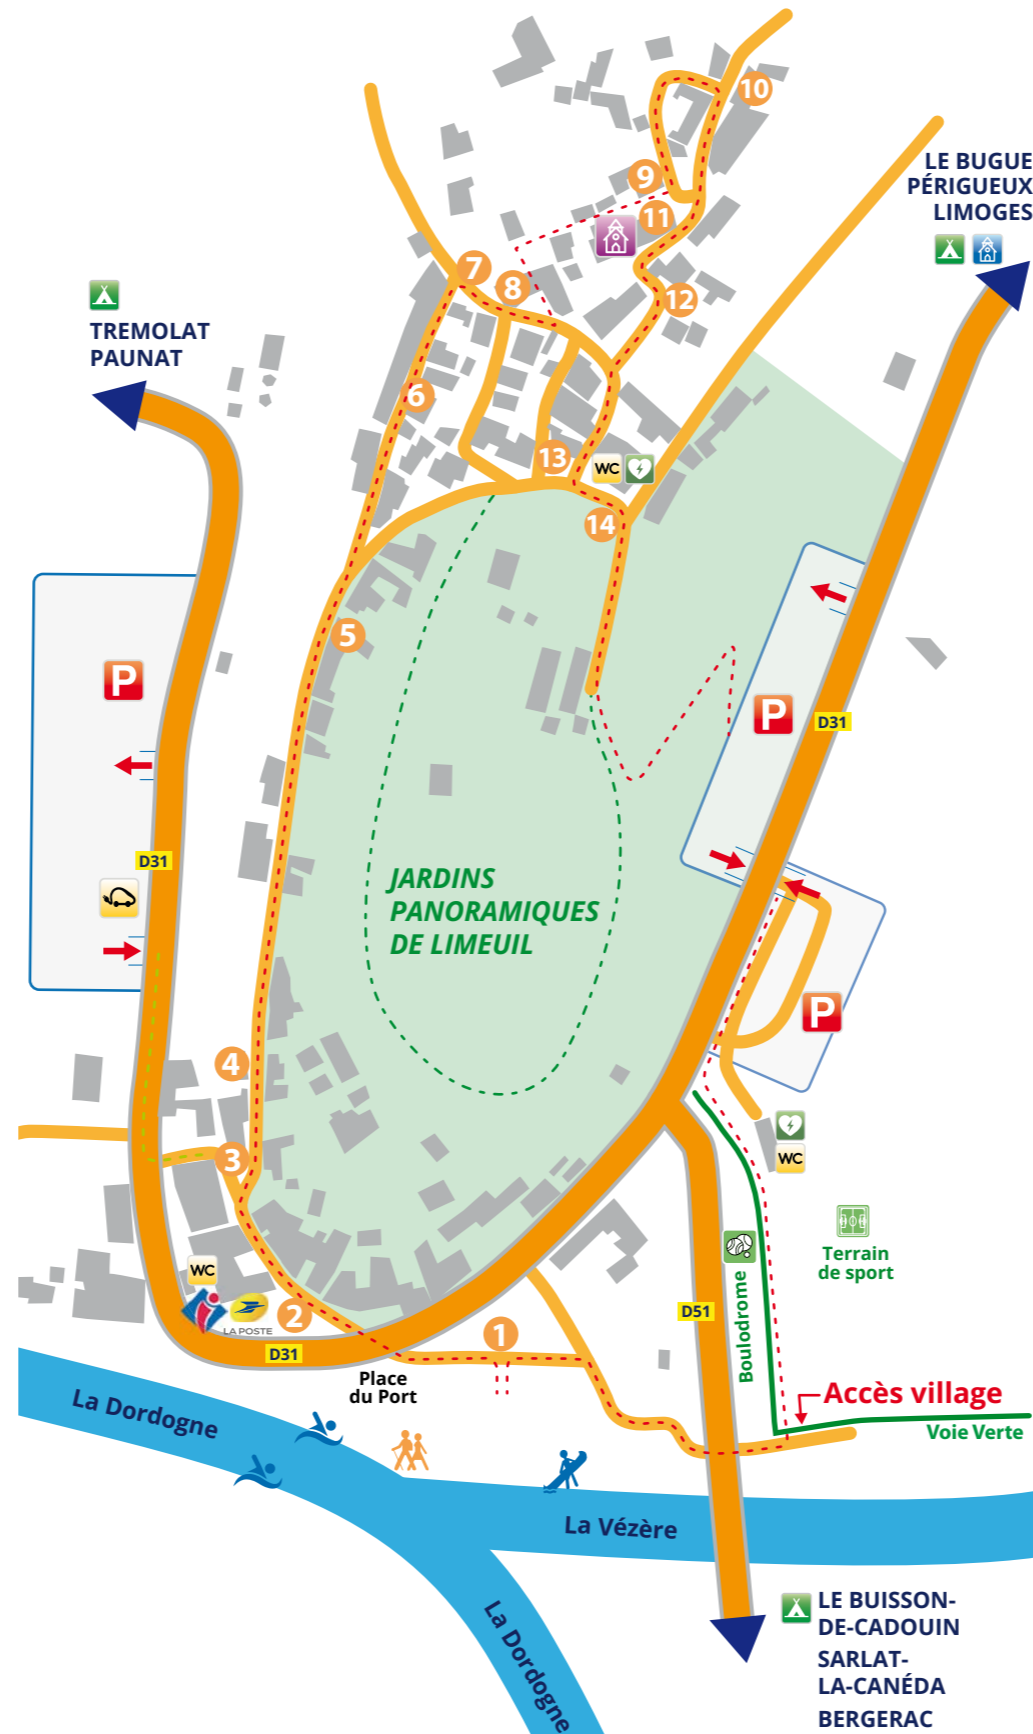 10
LE BUGUE
PÉRIGUEUX
LIMOGES
9
11
7
8
12
TREMOLAT
PAUNAT
6
13
WC
14
5
P
P
D31
D31
JARDINS
PANORAMIQUES
DE LIMEUIL
P
4
3
WC
WC
Terrain
de sport
Boulodrome
LA POSTE
2
D31
1
D51
Place
du Port
Accès village
Voie Verte
La Dordogne
La Vézère
La Dordogne
LE BUISSON-
DE-CADOUIN
SARLAT-
LA-CANÉDA
BERGERAC